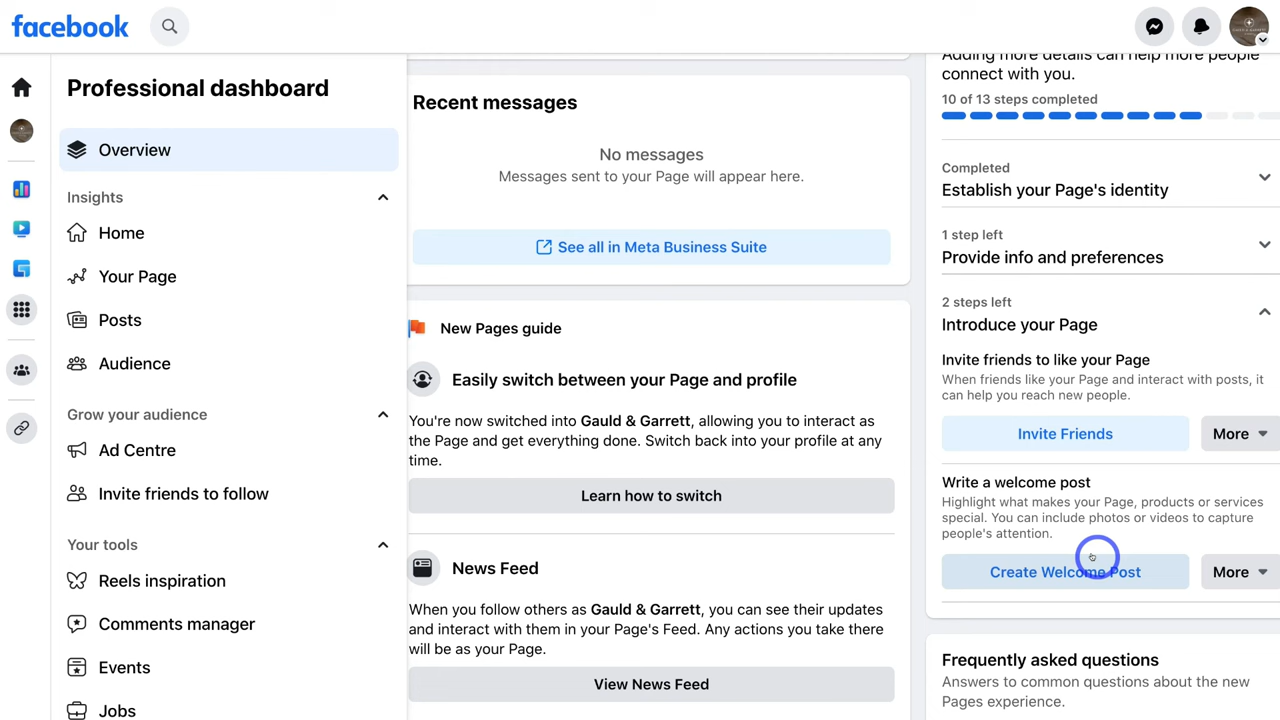 facebook
Professional dashboard
Overview
Insights
Home
Your Page
Posts
Audience
Grow your audience
Ad Centre
Invite friends to follow
Your tools
Reels inspiration
Comments manager
Events
Jobs
Recent messages
No messages
Messages sent to your Page will appear here.
See all in Meta Business Suite
New Pages guide
Easily switch between your Page and profile
You're now switched into Gauld & Garrett, allowing you to interact as
the Page and get everything done. Switch back into your profile at any
time.
Learn how to switch
News Feed
When you follow others as Gauld & Garrett, you can see their updates
and interact with them in your Page's Feed. Any actions you take there
will be as your Page.
View News Feed
Adding more details can help more people
connect with you.
10 of 13 steps completed
Completed
Establish your Page's identity
1 step left
Provide info and preferences
2 steps left
Introduce your Page
Invite friends to like your Page
When friends like your Page and interact with posts, it
can help you reach new people.
Invite Friends
More
Write a welcome post
Highlight what makes your Page, products or services
special. You can include photos or videos to capture
people's attention.
Create Welcome Post
More
Frequently asked questions
Answers to common questions about the new
Pages experience.